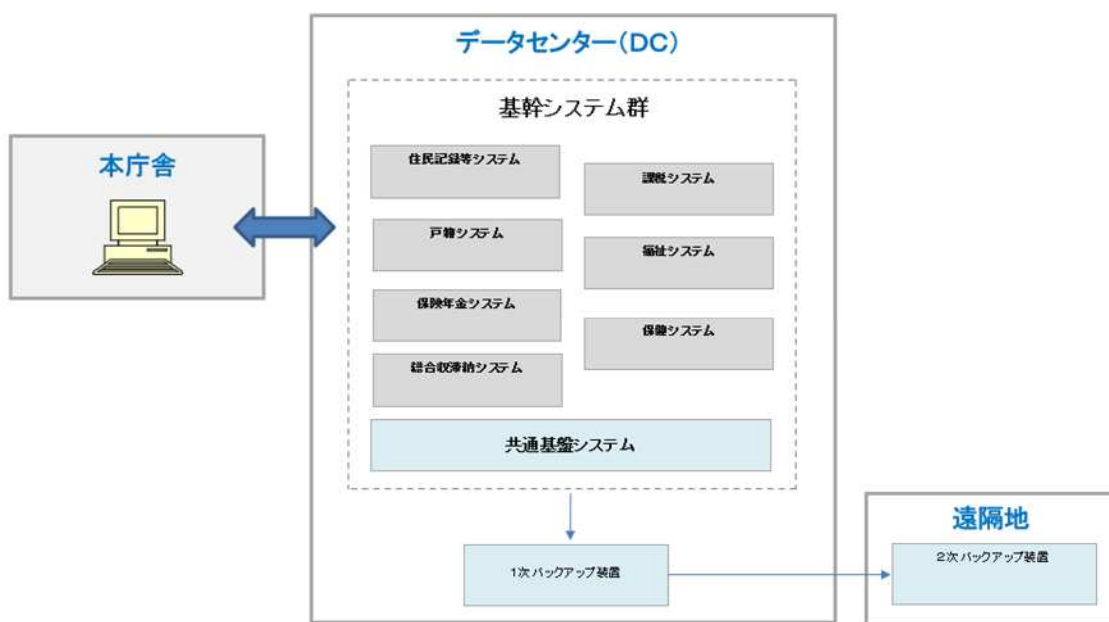 データセンター(DC)
基幹システム群
本庁舎
住民記録等システム
課税システム
戸籍システム
福祉システム
保険年金システム
保健システム
総合収滞納システム
共通基盤システム
遠隔地
1次バックアップ装置
2次バックアップ装置